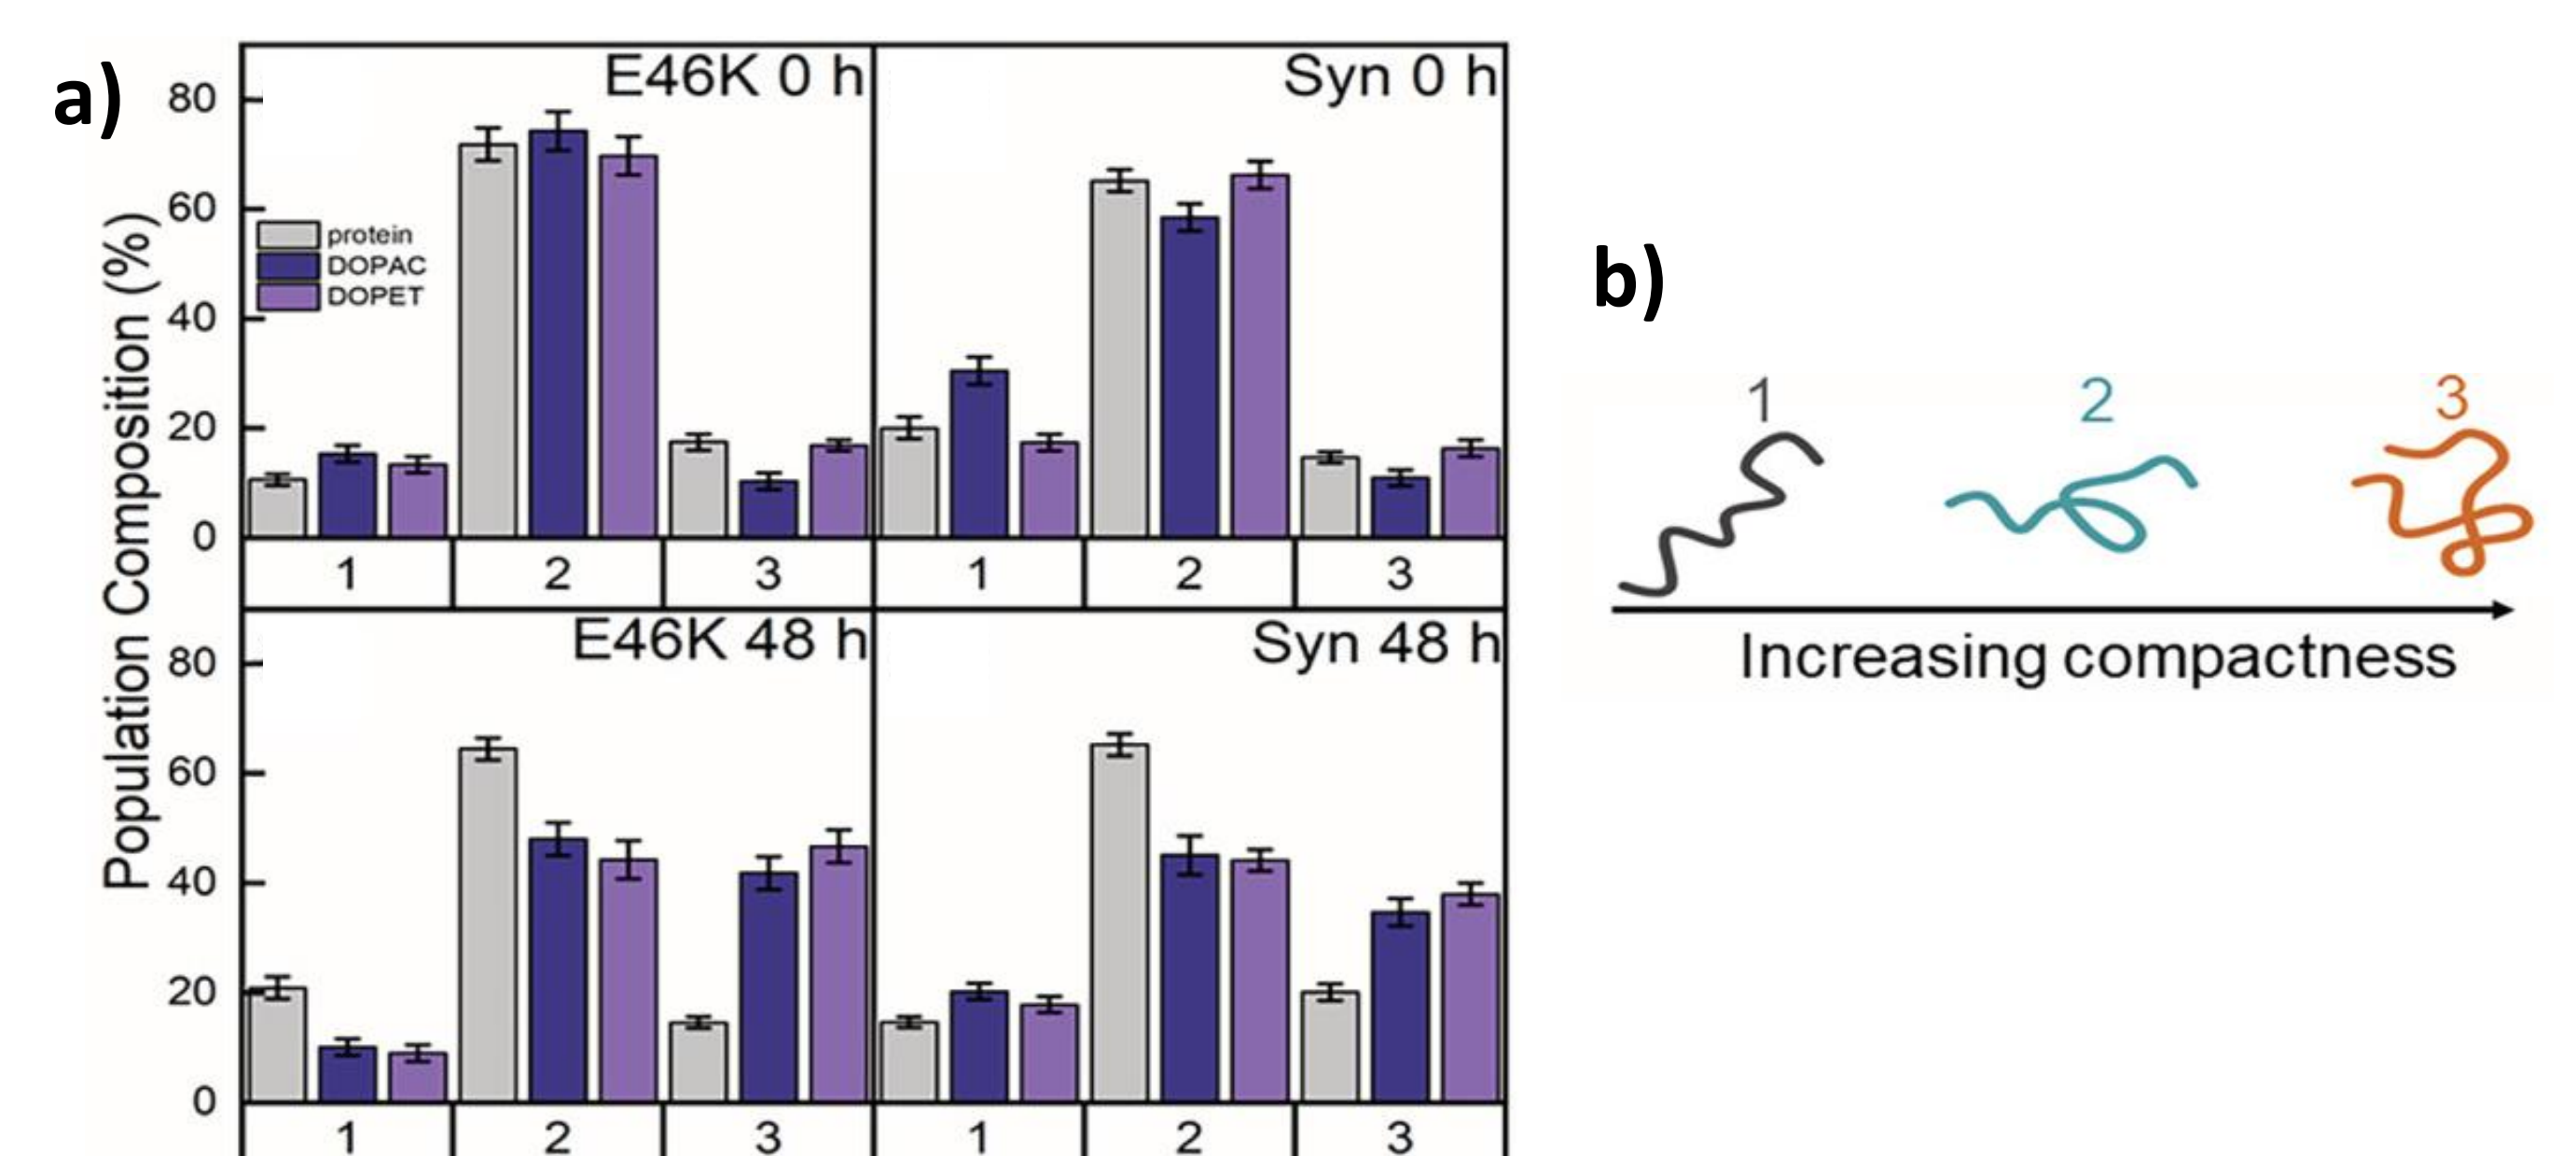 a)
E46K 0 h
Syn 0 h
80
60
40
20
0
protein
DOPAC
DOPET
1
2
3
1
2
3
Population Composition (%)
E46K 48 h
Syn 48 h
80
60
40
20
0
1
2
3
1
2
3
b)
1
2
3
Increasing compactness